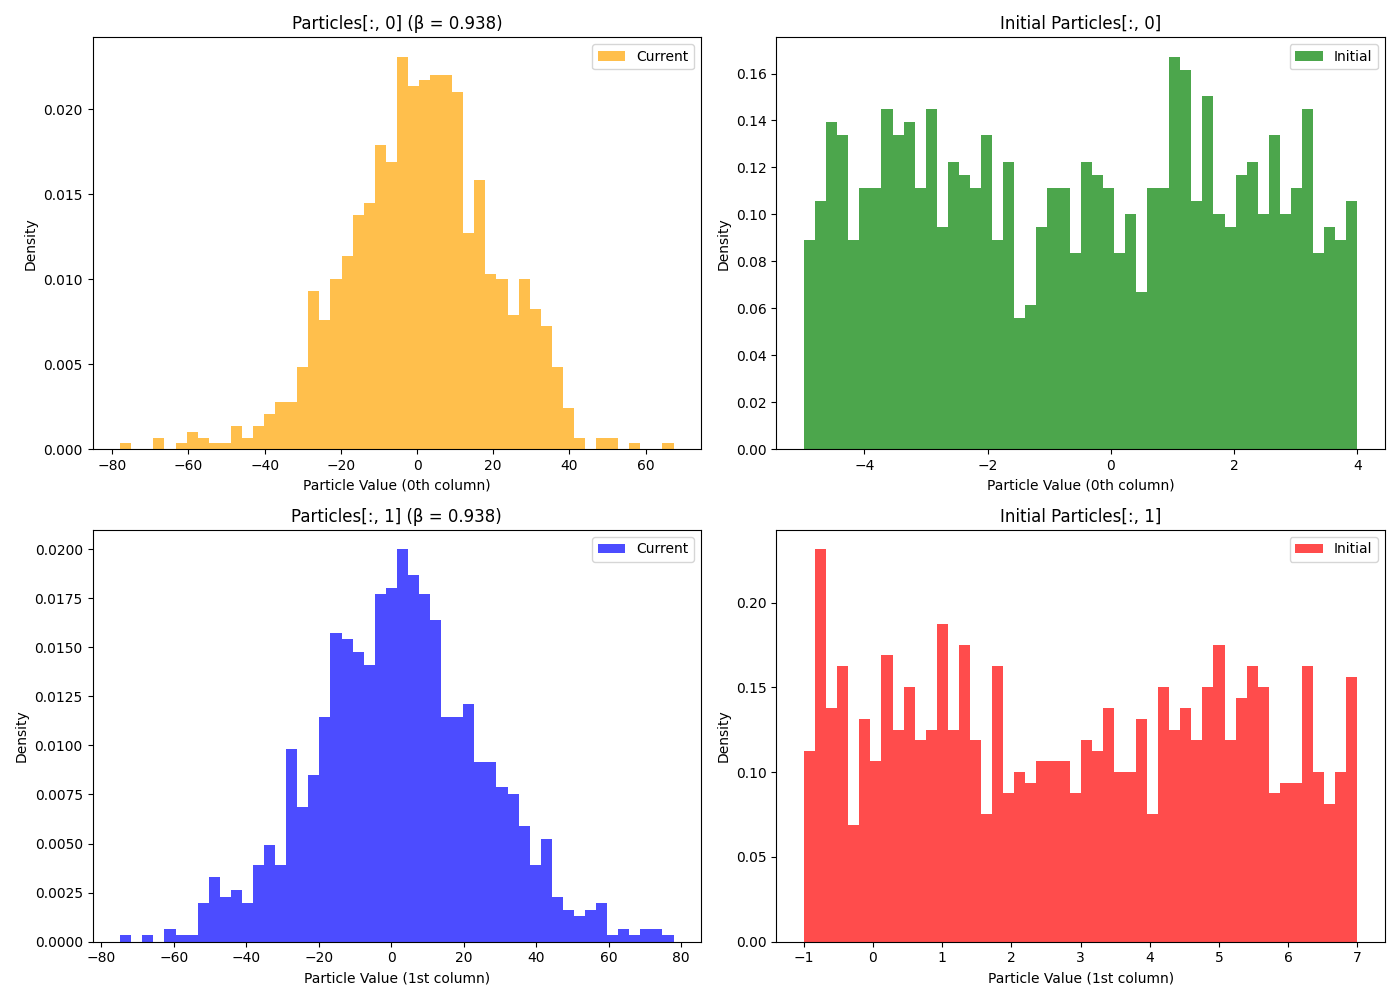 Particles[:, 0] (β = 0.938)
Current
Density
0.020
0.015
0.010
0.005
0.000
−80 −60 −40 −20 0 20 40 60
Particle Value (0th column)
Initial Particles[:, 0]
Initial
Density
0.16
0.14
0.12
0.10
0.08
0.06
0.04
0.02
0.00
−4 −2 0 2 4
Particle Value (0th column)
Particles[:, 1] (β = 0.938)
Current
Density
0.0200
0.0175
0.0150
0.0125
0.0100
0.0075
0.0050
0.0025
0.0000
−80 −60 −40 −20 0 20 40 60 80
Particle Value (1st column)
Initial Particles[:, 1]
Initial
Density
0.20
0.15
0.10
0.05
0.00
−1 0 1 2 3 4 5 6 7
Particle Value (1st column)